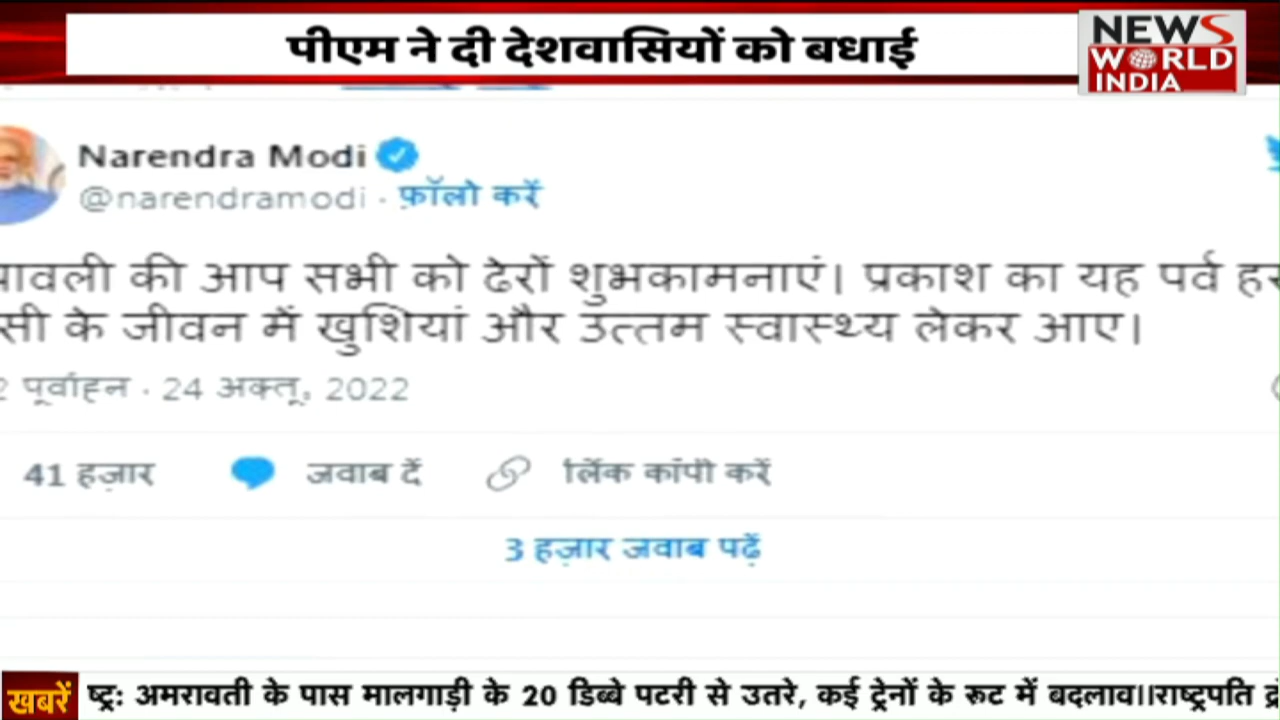 पीएम ने दी देशवासियों को बधाई
NEWS
WORLD
INDIA
Narendra Modi
@narendramodi · फ़ॉलो करें
की आप सभी को ढेरों शुभकामनाएं। प्रकाश का यह पर्व
के जीवन में खुशियां और उत्तम स्वास्थ्य लेकर आए।
पूर्वाह्न · 24 अक्तू॰ 2022
41 हज़ार जवाब दें लिंक कॉपी करें
3 हज़ार जवाब पढ़ें
खबरें
ष्ट्र: अमरावती के पास मालगाड़ी के 20 डिब्बे पटरी से उतरे, कई ट्रेनों के रूट में बदलाव।।राष्ट्रपति